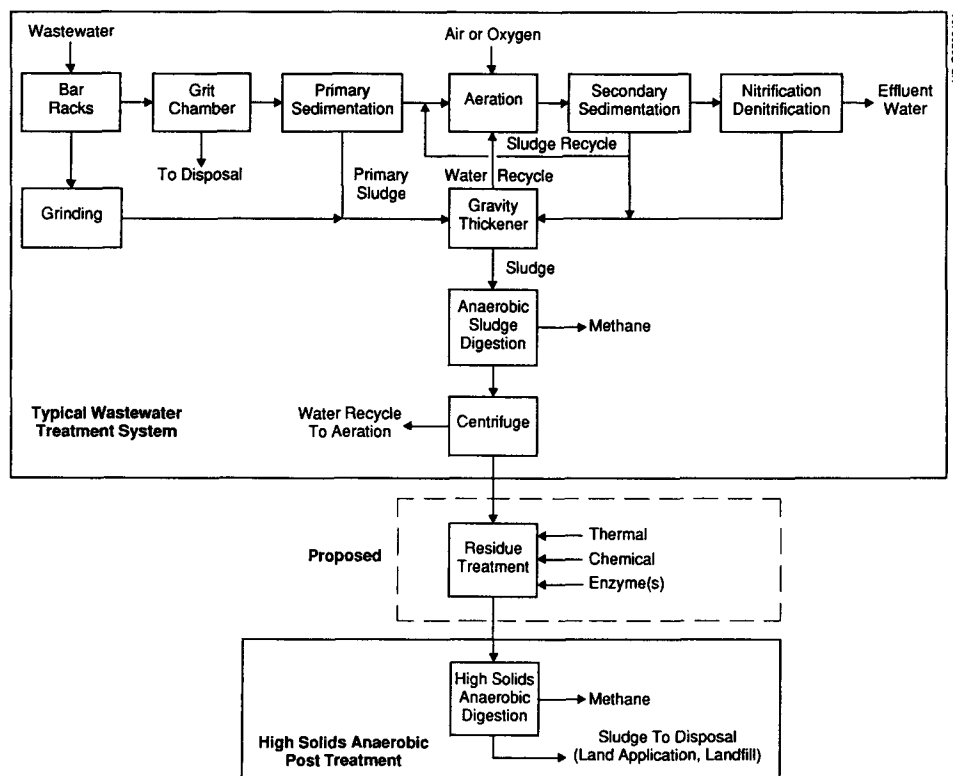 Wastewater
Air or Oxygen
Bar
Racks
Grit
Chamber
Primary
Sedimentation
Aeration
Secondary
Sedimentation
Nitrification
Denitrification
Effluent
Water
To Disposal
Primary
Sludge
Sludge Recycle
Water Recycle
Grinding
Gravity
Thickener
Sludge
Anaerobic
Sludge
Digestion
Methane
Typical Wastewater
Treatment System
Water Recycle
To Aeration
Centrifuge
Proposed
Residue
Treatment
Thermal
Chemical
Enzyme(s)
High Solids
Anaerobic
Digestion
Methane
High Solids Anaerobic
Post Treatment
Sludge To Disposal
(Land Application, Landfill)